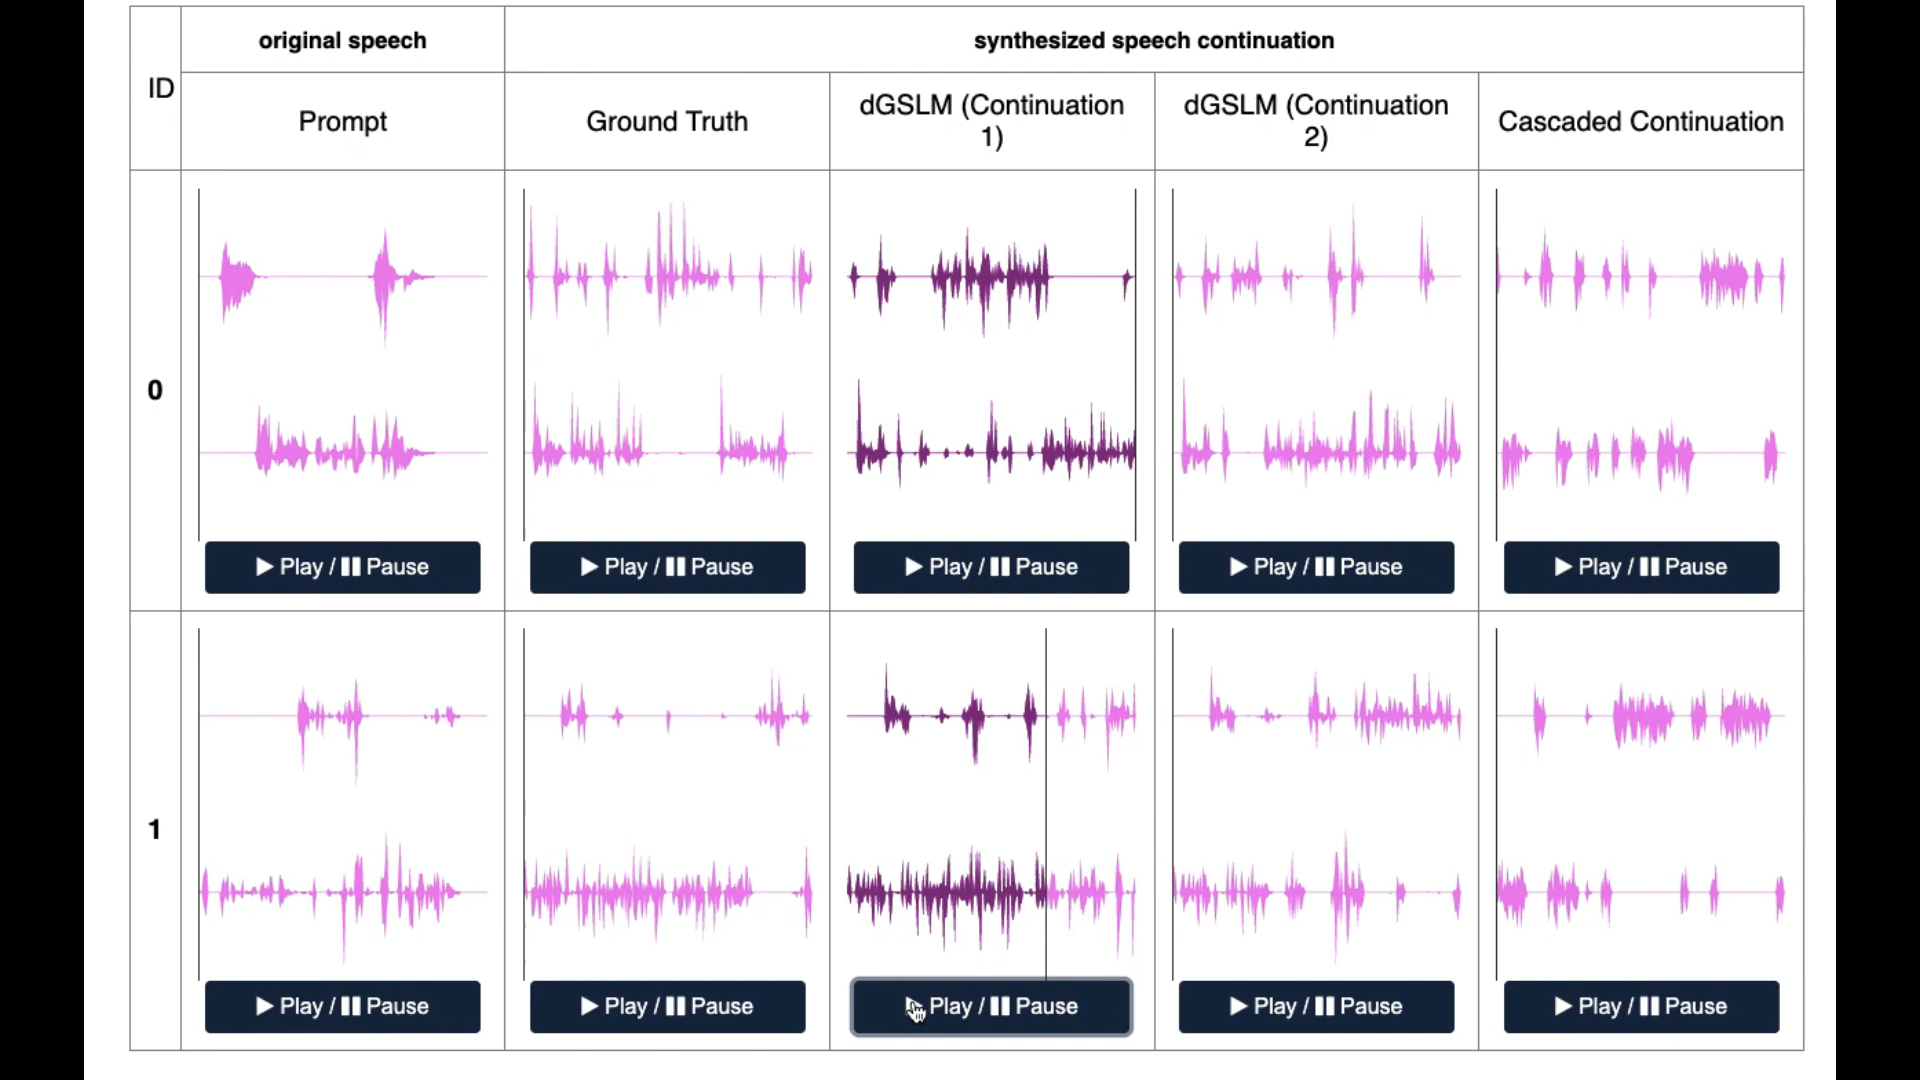 original speech
synthesized speech continuation
ID
Prompt
Ground Truth
dGSLM (Continuation
1)
dGSLM (Continuation
2)
Cascaded Continuation
0
Play / Pause
Play / Pause
Play / Pause
Play / Pause
Play / Pause
1
Play / Pause
Play / Pause
Play / Pause
Play / Pause
Play / Pause